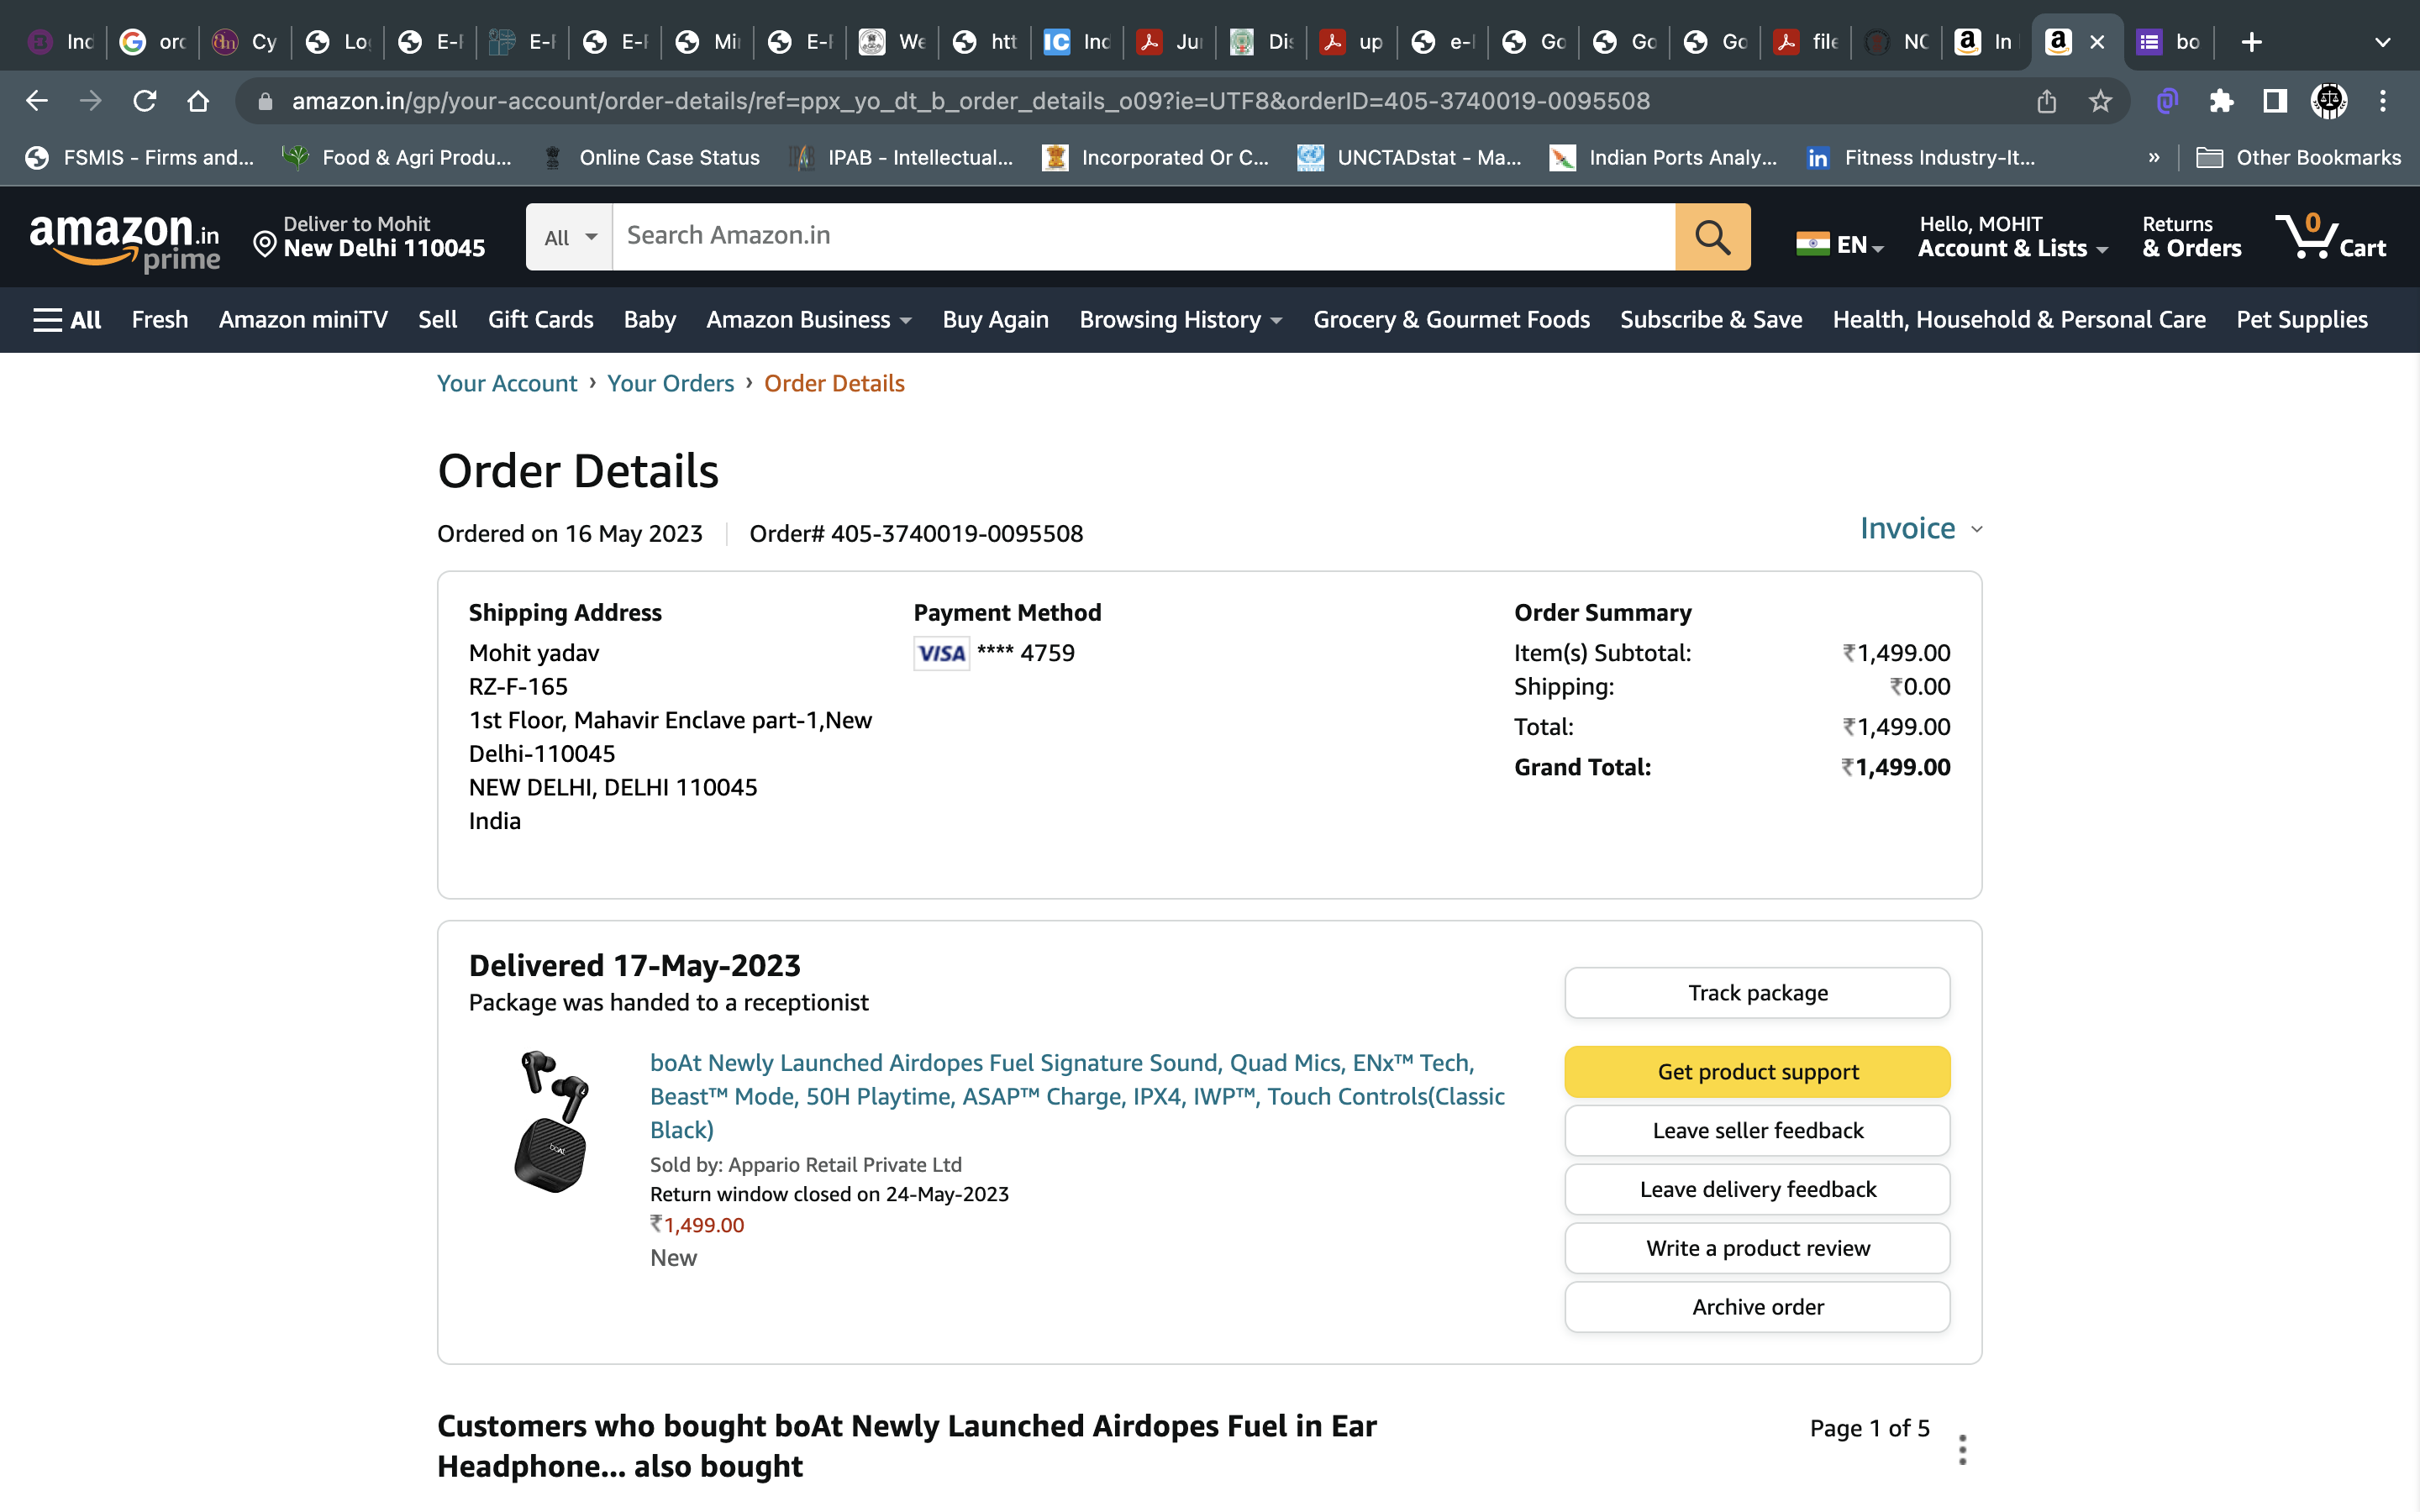 Ind
orc
Cy
Lo
E-F
E-F
E-F
Mi
E-F
We
htt
IC Ind
Ju
Dis
up
e-
Go
Go
Go
file
NC
In
bo
amazon.in/gp/your-account/order-details/ref=ppx_yo_dt_b_order_details_o09?ie=UTF8&orderID=405-3740019-0095508
FSMIS - Firms and...
Food & Agri Produ...
Online Case Status
IPAB - Intellectual...
Incorporated Or C...
UNCTADstat - Ma...
Indian Ports Analy...
in Fitness Industry-It...
»
Other Bookmarks
amazon.in
prime
Deliver to Mohit
New Delhi 110045
All
Search Amazon.in
EN
Hello, MOHIT
Account & Lists
Returns
& Orders
0
Cart
All
Fresh
Amazon miniTV
Sell
Gift Cards
Baby
Amazon Business
Buy Again
Browsing History
Grocery & Gourmet Foods
Subscribe & Save
Health, Household & Personal Care
Pet Supplies
Your Account › Your Orders › Order Details
Order Details
Ordered on 16 May 2023
Order# 405-3740019-0095508
Invoice
Shipping Address
Mohit yadav
RZ-F-165
1st Floor, Mahavir Enclave part-1,New
Delhi-110045
NEW DELHI, DELHI 110045
India
Payment Method
VISA **** 4759
Order Summary
Item(s) Subtotal: ₹1,499.00
Shipping: ₹0.00
Total: ₹1,499.00
Grand Total: ₹1,499.00
Delivered 17-May-2023
Package was handed to a receptionist
boAt
boAt Newly Launched Airdopes Fuel Signature Sound, Quad Mics, ENx™ Tech,
Beast™ Mode, 50H Playtime, ASAP™ Charge, IPX4, IWP™, Touch Controls(Classic
Black)
Sold by: Appario Retail Private Ltd
Return window closed on 24-May-2023
₹1,499.00
New
Track package
Get product support
Leave seller feedback
Leave delivery feedback
Write a product review
Archive order
Customers who bought boAt Newly Launched Airdopes Fuel in Ear
Headphone... also bought
Page 1 of 5